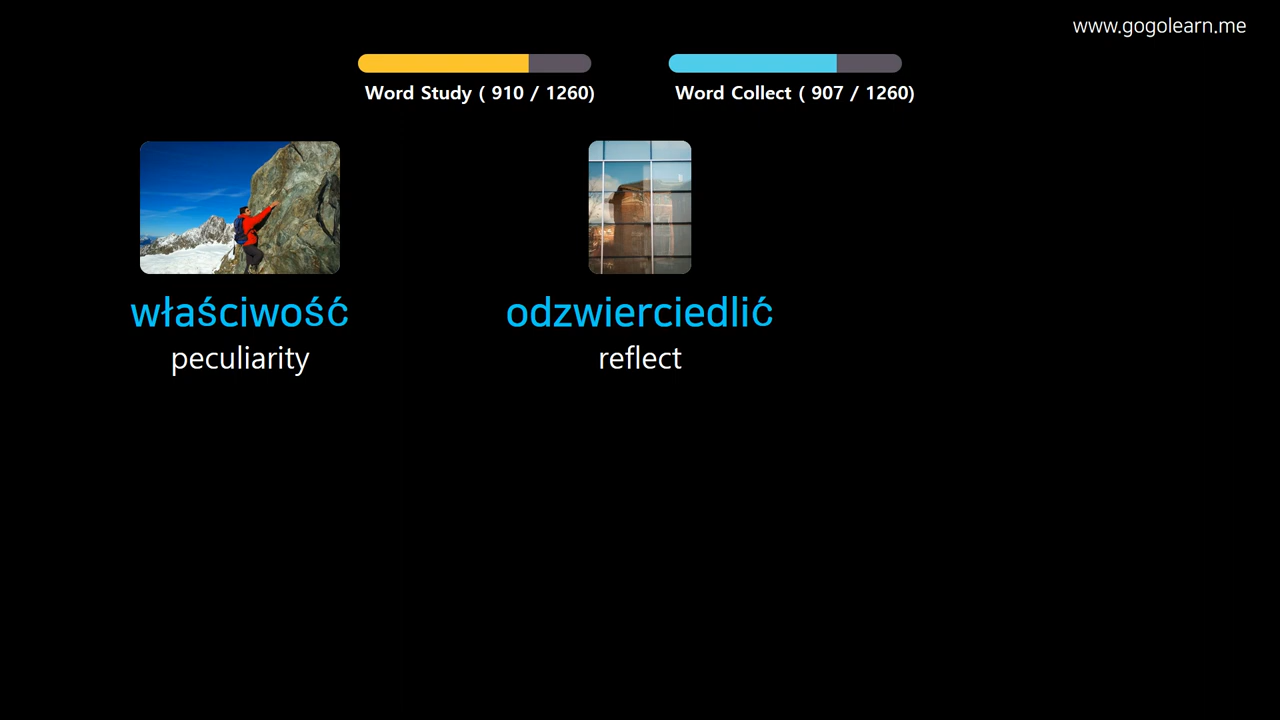 www.gogolearn.me
Word Study ( 910 / 1260)
Word Collect ( 907 / 1260)
właściwość
peculiarity
odzwierciedlić
reflect